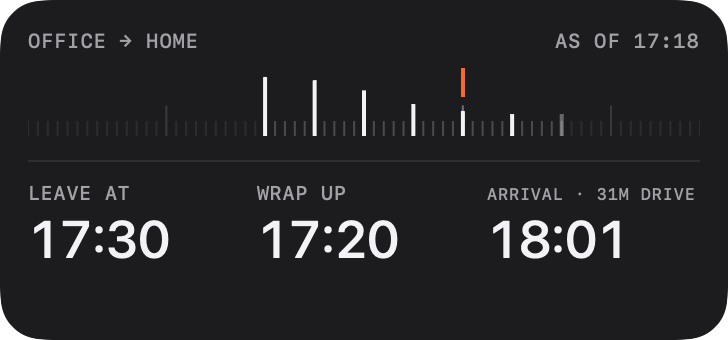 OFFICE → HOME
AS OF 17:18
LEAVE AT
17:30
WRAP UP
17:20
ARRIVAL · 31M DRIVE
18:01